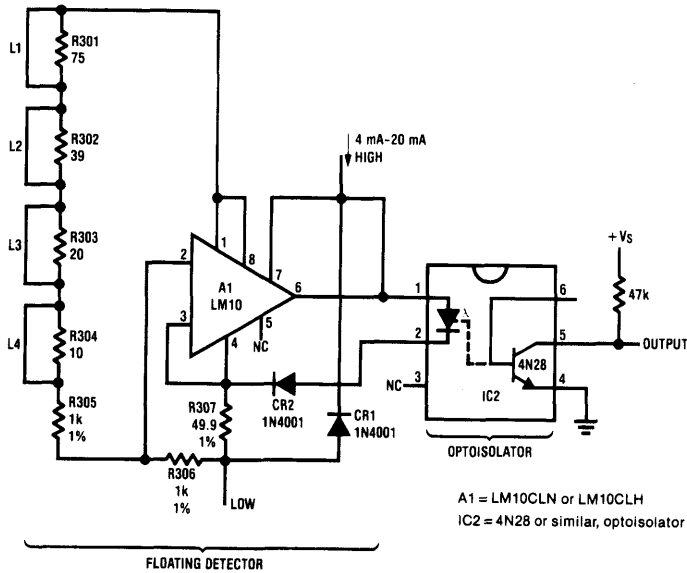 L1
R301
75
L2
R302
39
L3
R303
20
L4
R304
10
R305
1k
1%
R306
1k
1%
R307
49.9
1%
LOW
2
3
1
8
7
6
5
4
A1
LM10
NC
CR2
1N4001
CR1
1N4001
4 mA-20 mA
HIGH
1
2
NC
3
λ
6
5
4
4N28
IC2
OPTOISOLATOR
+VS
47k
OUTPUT
A1 = LM10CLN or LM10CLH
IC2 = 4N28 or similar, optoisolator
FLOATING DETECTOR